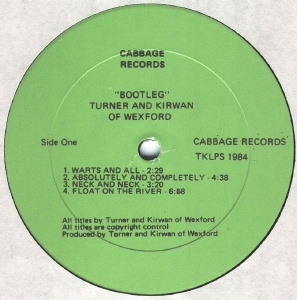 CABBAGE
RECORDS
"BOOTLEG"
TURNER AND KIRWAN
OF WEXFORD
Side One
CABBAGE RECORDS
TKLPS 1984
1. WARTS AND ALL - 2:29
2. ABSOLUTELY AND COMPLETELY - 4:38
3. NECK AND NECK - 3:20
4. FLOAT ON THE RIVER - 6:88
All titles by Turner and Kirwan of Wexford
All titles are copyright control
Produced by Turner and Kirwan of Wexford